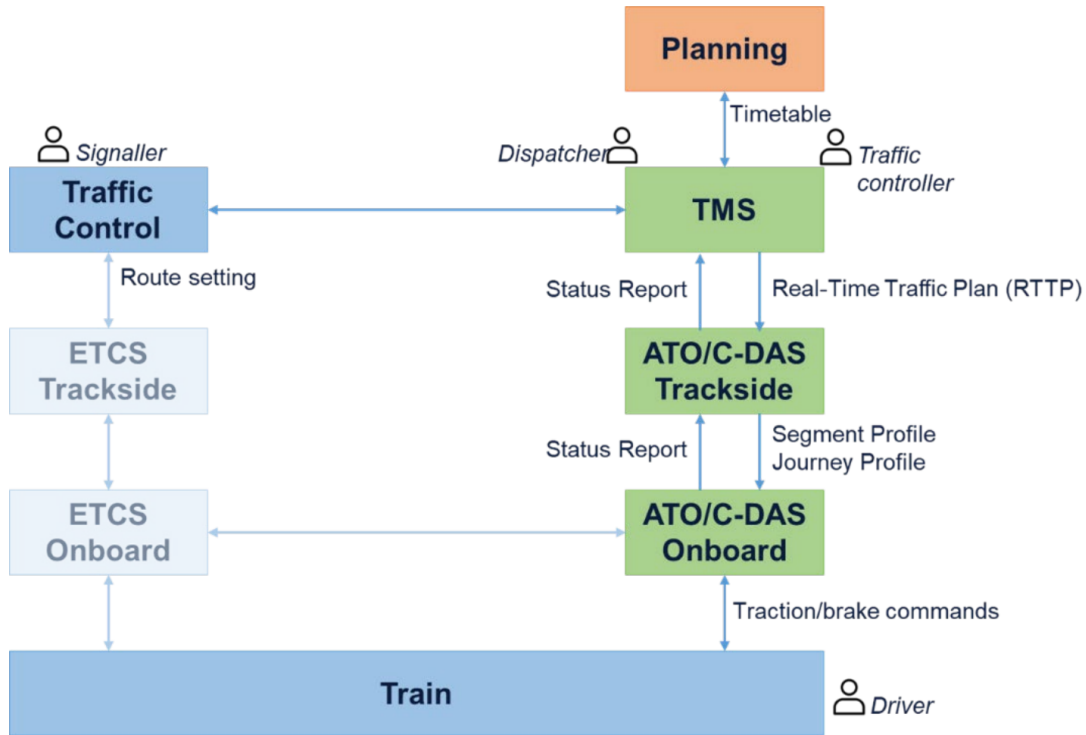 Planning
Timetable
Signaller
Dispatcher
Traffic
controller
Traffic
Control
TMS
Route setting
Status Report
Real-Time Traffic Plan (RTTP)
ETCS
Trackside
ATO/C-DAS
Trackside
Status Report
Segment Profile
Journey Profile
ETCS
Onboard
ATO/C-DAS
Onboard
Traction/brake commands
Train
Driver